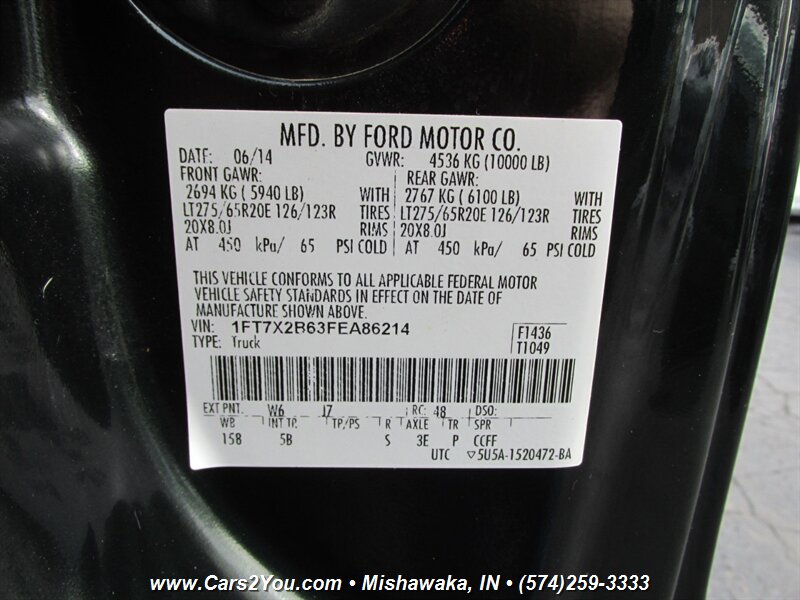 MFD. BY FORD MOTOR CO.
DATE: 06/14 GVWR: 4536 KG (10000 LB)
FRONT GAWR: REAR GAWR:
2694 KG ( 5940 LB) WITH 2767 KG ( 6100 LB) WITH
LT275/65R20E 126/123R TIRES LT275/65R20E 126/123R TIRES
20X8.0J RIMS 20X8.0J RIMS
AT 450 kPa/ 65 PSI COLD AT 450 kPa/ 65 PSI COLD
THIS VEHICLE CONFORMS TO ALL APPLICABLE FEDERAL MOTOR
VEHICLE SAFETY STANDARDS IN EFFECT ON THE DATE OF
MANUFACTURE SHOWN ABOVE.
VIN: 1FT7X2B63FEA86214 F1436
TYPE: Truck T1049
EXT PNT. W6 J7 RC: 48 DSO:
WB INT TR. TP/PS R AXLE TR SPR
158 5B S 3E P CCFF
UTC ▽5U5A-1520472-BA
www.Cars2You.com • Mishawaka, IN • (574)259-3333